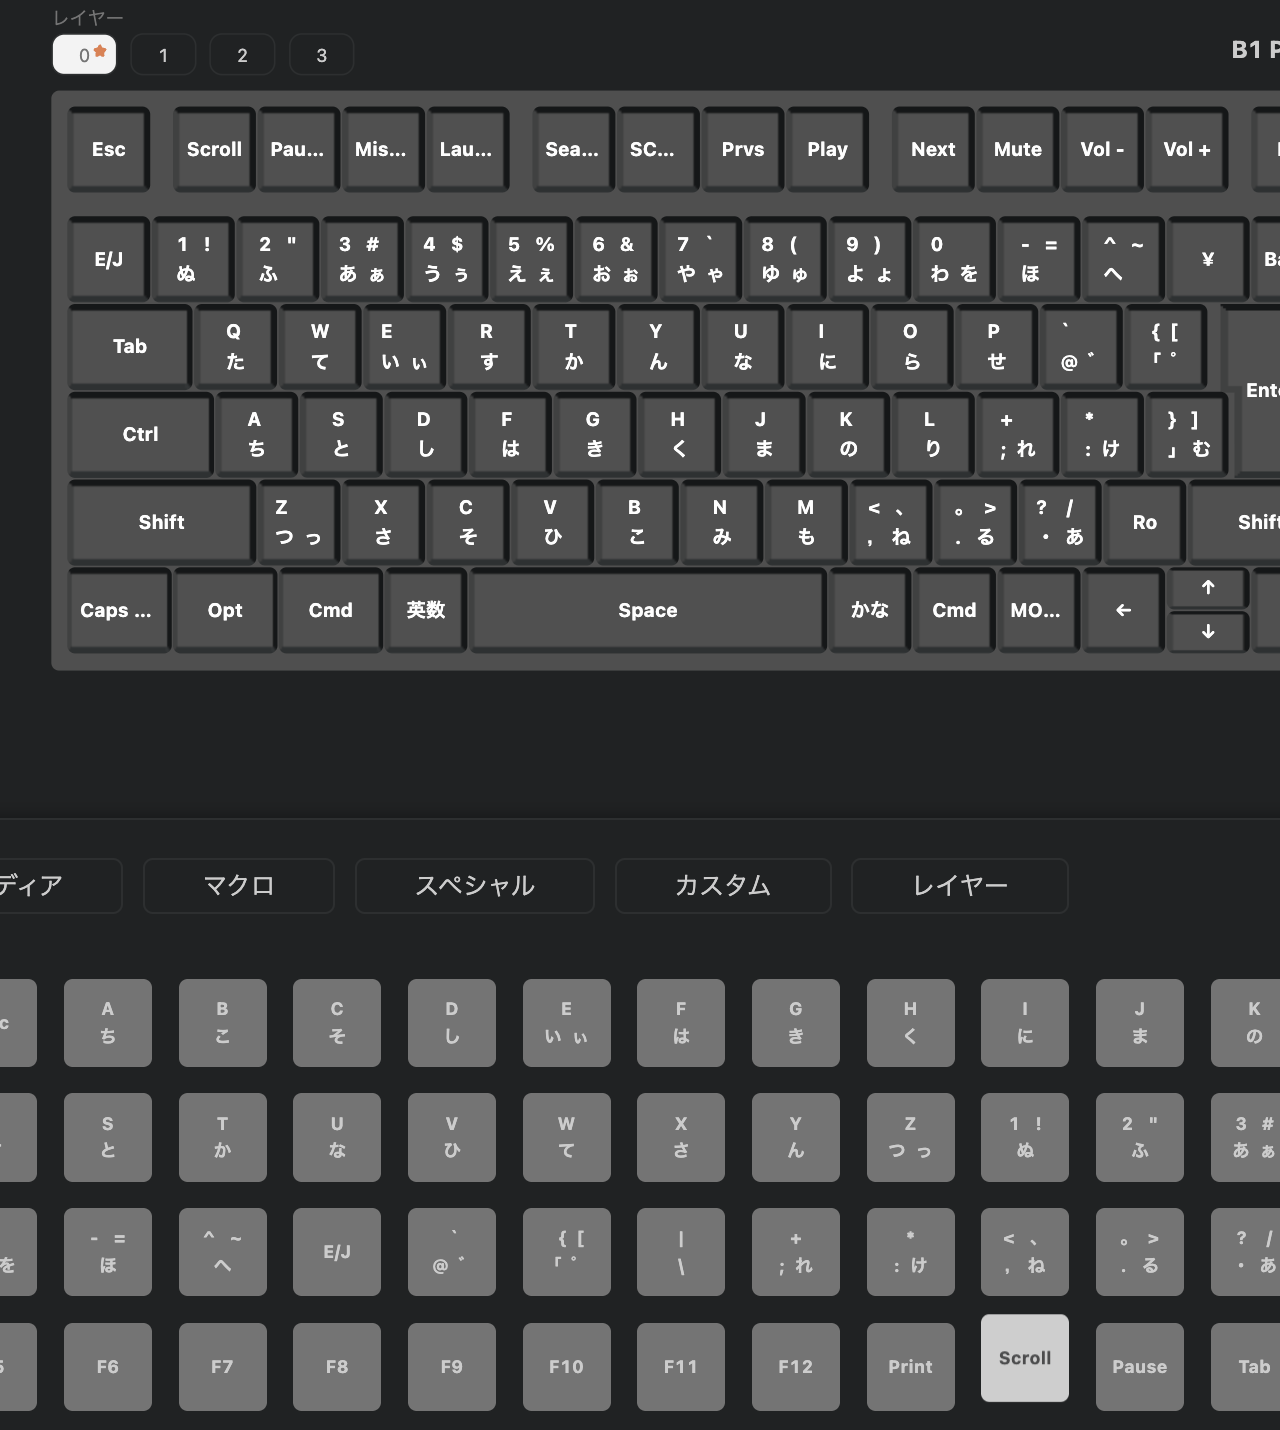 レイヤー
0 1 2 3
B1 P
Esc Scroll Pau... Mis... Lau... Sea... SC... Prvs Play Next Mute Vol - Vol +
E/J 1 ! 2 " 3 # 4 $ 5 % 6 & 7 ` 8 ( 9 ) 0 - = ^ ~ ¥ Ba
ぬ ふ あ ぁ う ぅ え ぇ お ぉ や ゃ ゆ ゅ よ ょ わ を ほ へ
Tab Q W E R T Y U I O P ` { [
た て い ぃ す か ん な に ら せ @ ゛ 「 ゜
Ente
Ctrl A S D F G H J K L + * } ]
ち と し は き く ま の り ; れ : け 」 む
Shift Z X C V B N M < 、 。 > ? / Ro Shift
つ っ さ そ ひ こ み も , ね . る ・ あ
Caps ... Opt Cmd 英数 Space かな Cmd MO... ← ↑
↓
ディア マクロ スペシャル カスタム レイヤー
c A B C D E F G H I J K
ち こ そ し い ぃ は き く に ま の
S T U V W X Y Z 1 ! 2 " 3 #
と か な ひ て さ ん つ っ ぬ ふ あ ぁ
- = ^ ~ E/J ` { [ | + * < 、 。 > ? /
を ほ へ @ ゛ 「 ゜ \ ; れ : け , ね . る ・ あ
5 F6 F7 F8 F9 F10 F11 F12 Print Scroll Pause Tab